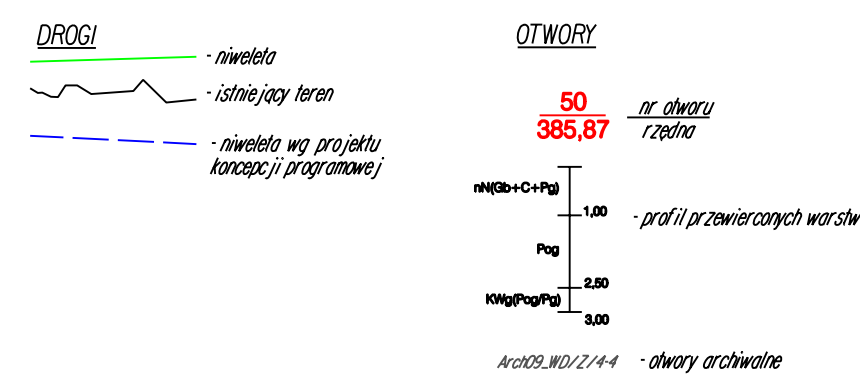 DROGI
- niweleta
- istniejący teren
- niweleta wg projektu
koncepcji programowej
OTWORY
50
385,87
nr otworu
rzędna
nN(Gb+C+Pg)
1,00
Pog
2,50
KWg(Pog/Pg)
3,00
- profil przewierconych warstw
Arch09_WD/Z/4-4
- otwory archiwalne